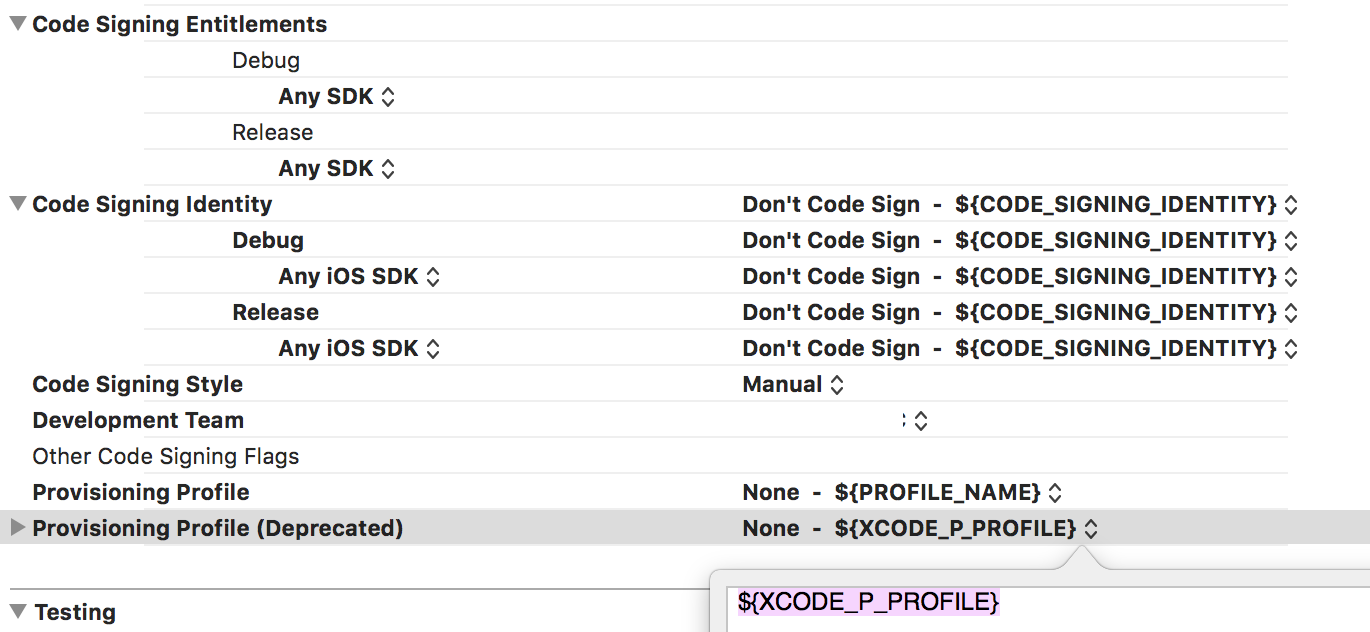 Code Signing Entitlements
Debug
Any SDK
Release
Any SDK
Code Signing Identity Don't Code Sign - ${CODE_SIGNING_IDENTITY}
Debug Don't Code Sign - ${CODE_SIGNING_IDENTITY}
Any iOS SDK Don't Code Sign - ${CODE_SIGNING_IDENTITY}
Release Don't Code Sign - ${CODE_SIGNING_IDENTITY}
Any iOS SDK Don't Code Sign - ${CODE_SIGNING_IDENTITY}
Code Signing Style Manual
Development Team
Other Code Signing Flags
Provisioning Profile None - ${PROFILE_NAME}
Provisioning Profile (Deprecated) None - ${XCODE_P_PROFILE}
${XCODE_P_PROFILE}
Testing